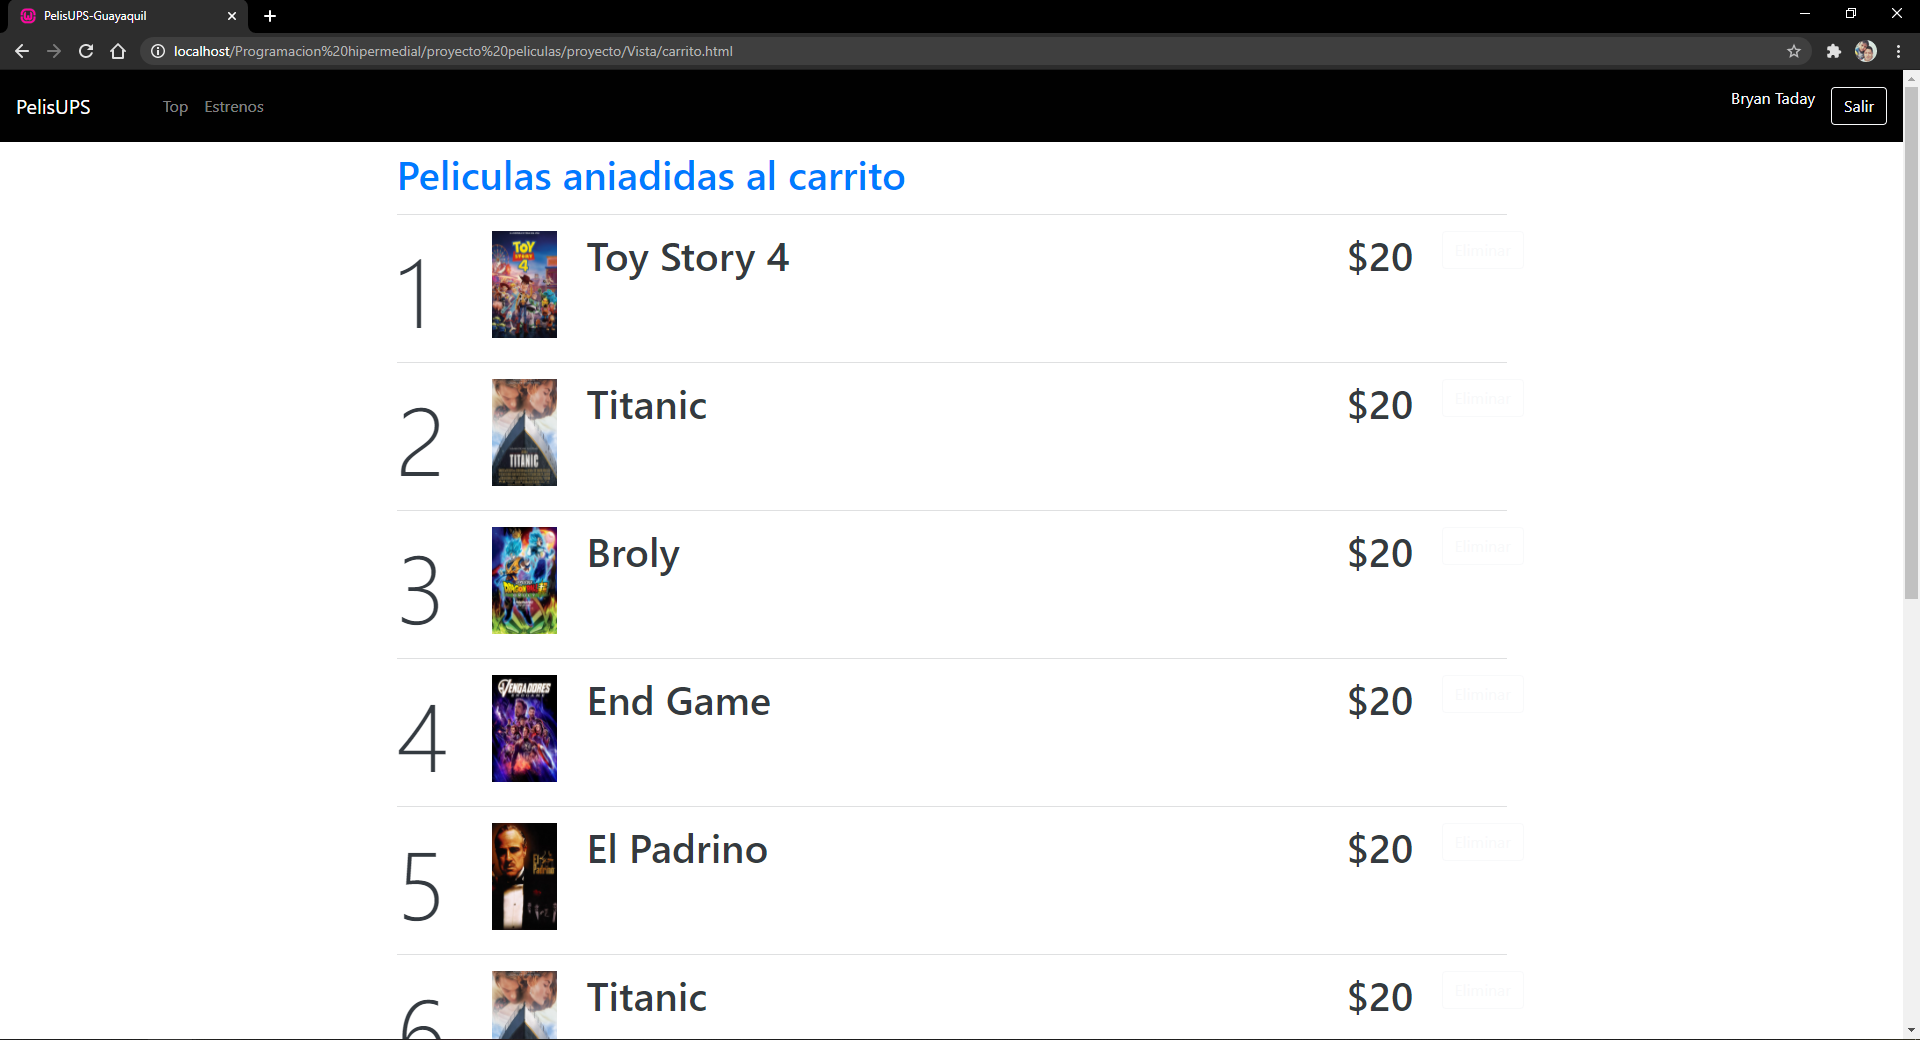 PelisUPS-Guayaquil
localhost/Programacion%20hipermedial/proyecto%20peliculas/proyecto/Vista/carrito.html
PelisUPS Top Estrenos Bryan Taday Salir
Peliculas aniadidas al carrito
1 TOY STORY 4 Toy Story 4 $20 Eliminar
2 TITANIC Titanic $20 Eliminar
3 Broly $20 Eliminar
4 VENGADORES End Game $20 Eliminar
5 El Padrino El Padrino $20 Eliminar
6 Titanic $20 Eliminar